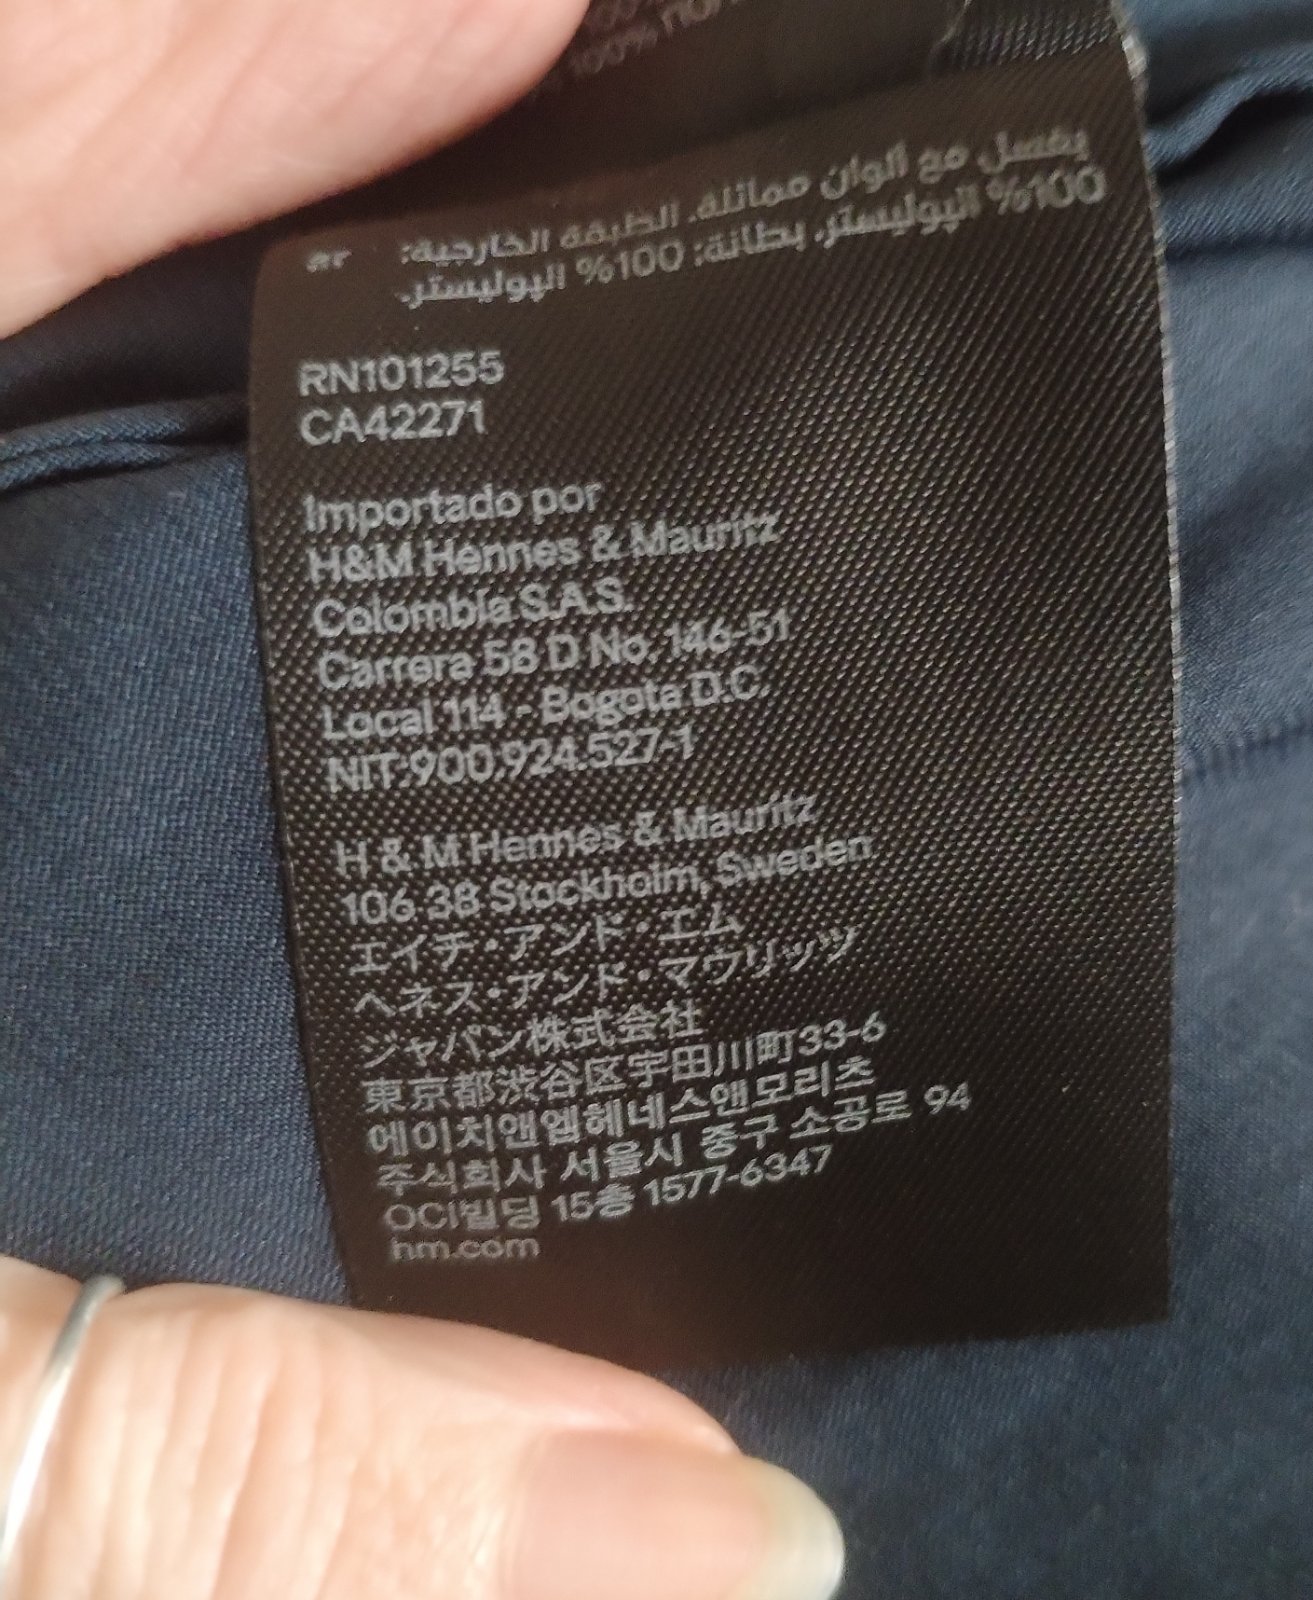 100%
ar يغسل مع ألوان مماثلة. الطبقة الخارجية:
100% البوليستر. بطانة: 100% البوليستر.
RN101255
CA42271
Importado por
H&M Hennes & Mauritz
Colombia S.A.S.
Carrera 58 D No. 146-51
Local 114 - Bogota D.C.
NIT:900.924.527-1
H & M Hennes & Mauritz
106 38 Stockholm, Sweden
エイチ・アンド・エム
ヘネス・アンド・マウリッツ
ジャパン株式会社
東京都渋谷区宇田川町33-6
에이치앤엠헤네스앤모리츠
주식회사 서울시 중구 소공로 94
OCI빌딩 15층 1577-6347
hm.com